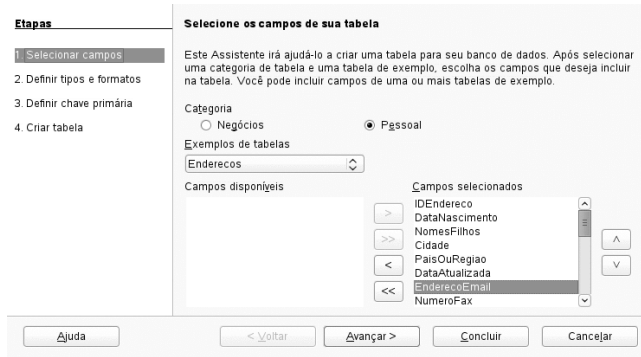 Etapas
1. Selecionar campos
2. Definir tipos e formatos
3. Definir chave primária
4. Criar tabela
Selecione os campos de sua tabela
Este Assistente irá ajudá-lo a criar uma tabela para seu banco de dados. Após selecionar
uma categoria de tabela e uma tabela de exemplo, escolha os campos que deseja incluir
na tabela. Você pode incluir campos de uma ou mais tabelas de exemplo.
Categoria
Negócios
Pessoal
Exemplos de tabelas
Enderecos
Campos disponíveis
Campos selecionados
IDEndereco
DataNascimento
NomesFilhos
Cidade
PaisOuRegiao
DataAtualizada
EnderecoEmail
NumeroFax
>
>>
<
<<
Ajuda
< Voltar
Avançar >
Concluir
Cancelar